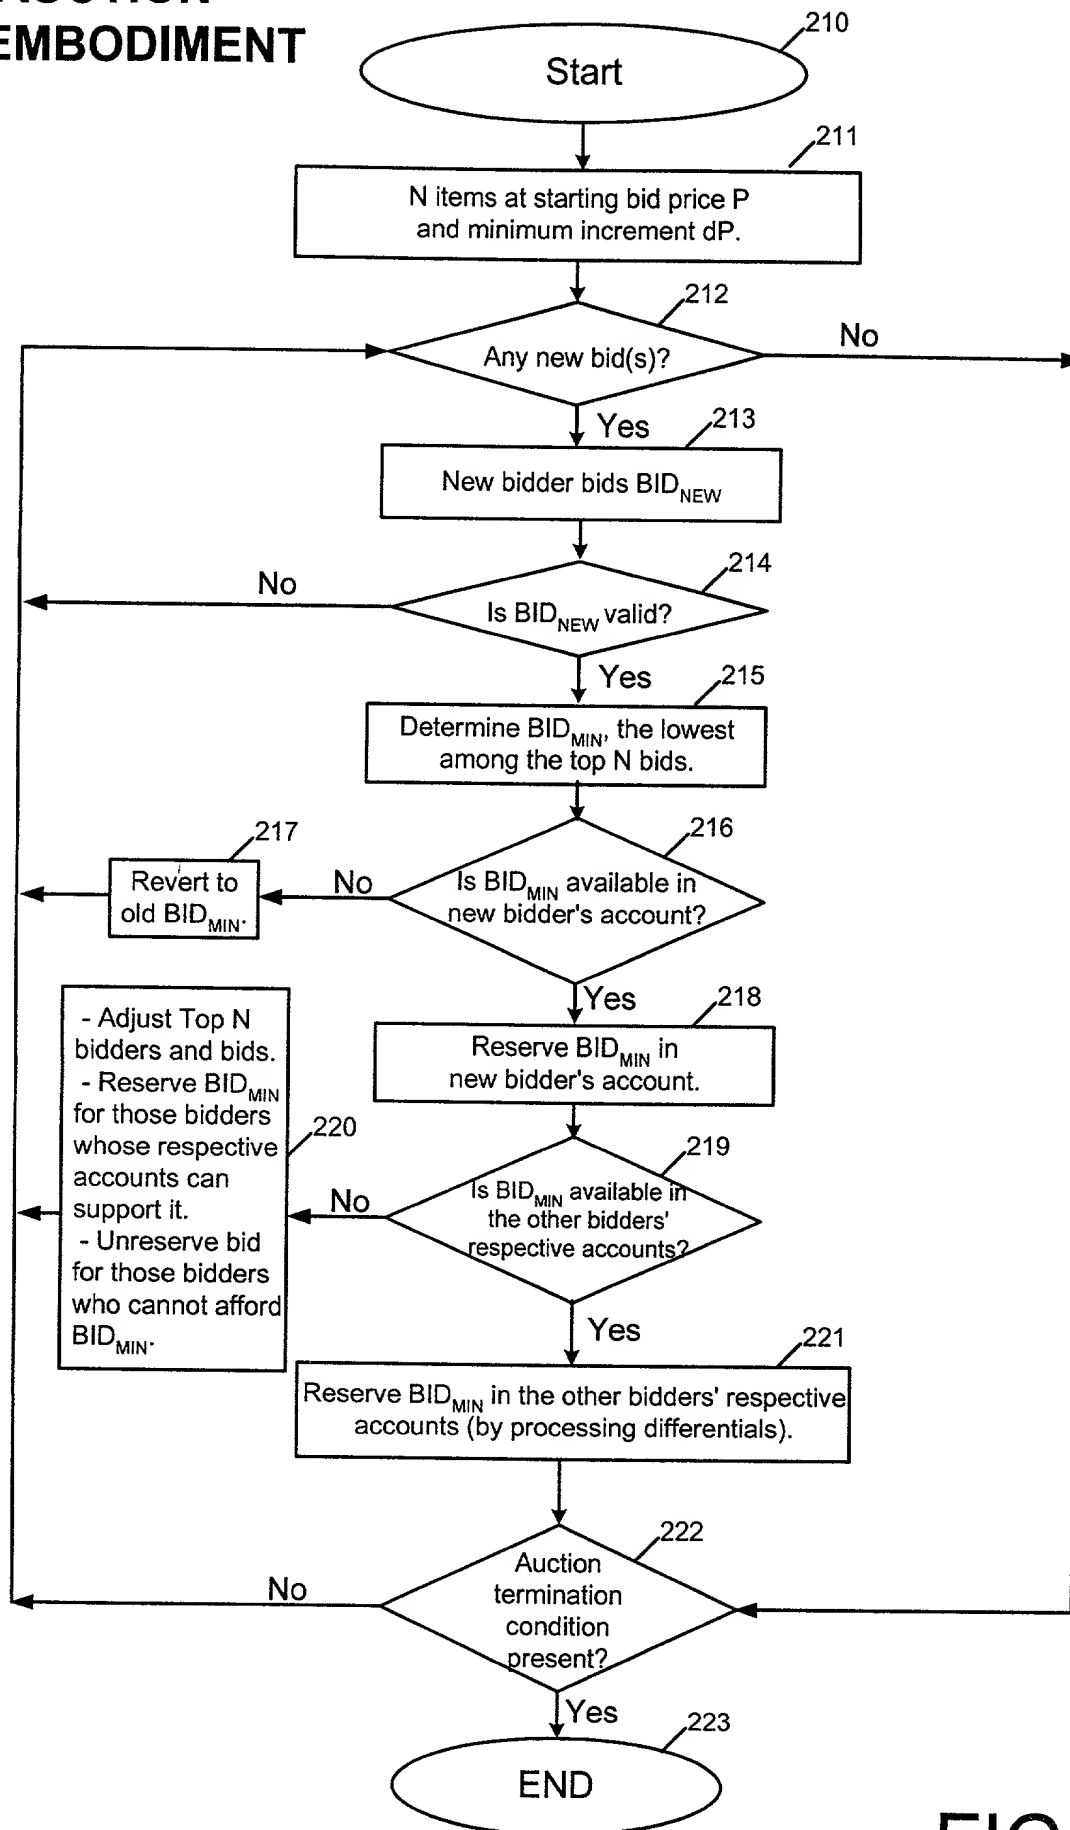 EMBODIMENT
210
Start
211
N items at starting bid price P
and minimum increment dP.
212
Any new bid(s)?
No
Yes
213
New bidder bids BID_NEW
214
No
Is BID_NEW valid?
Yes
215
Determine BID_MIN, the lowest
among the top N bids.
216
217
Revert to
old BID_MIN.
No
Is BID_MIN available in
new bidder's account?
Yes
218
Reserve BID_MIN in
new bidder's account.
- Adjust Top N
bidders and bids.
- Reserve BID_MIN
for those bidders
whose respective
accounts can
support it.
- Unreserve bid
for those bidders
who cannot afford
BID_MIN.
220
219
No
Is BID_MIN available in
the other bidders'
respective accounts?
Yes
221
Reserve BID_MIN in the other bidders' respective
accounts (by processing differentials).
222
No
Auction
termination
condition
present?
Yes
223
END